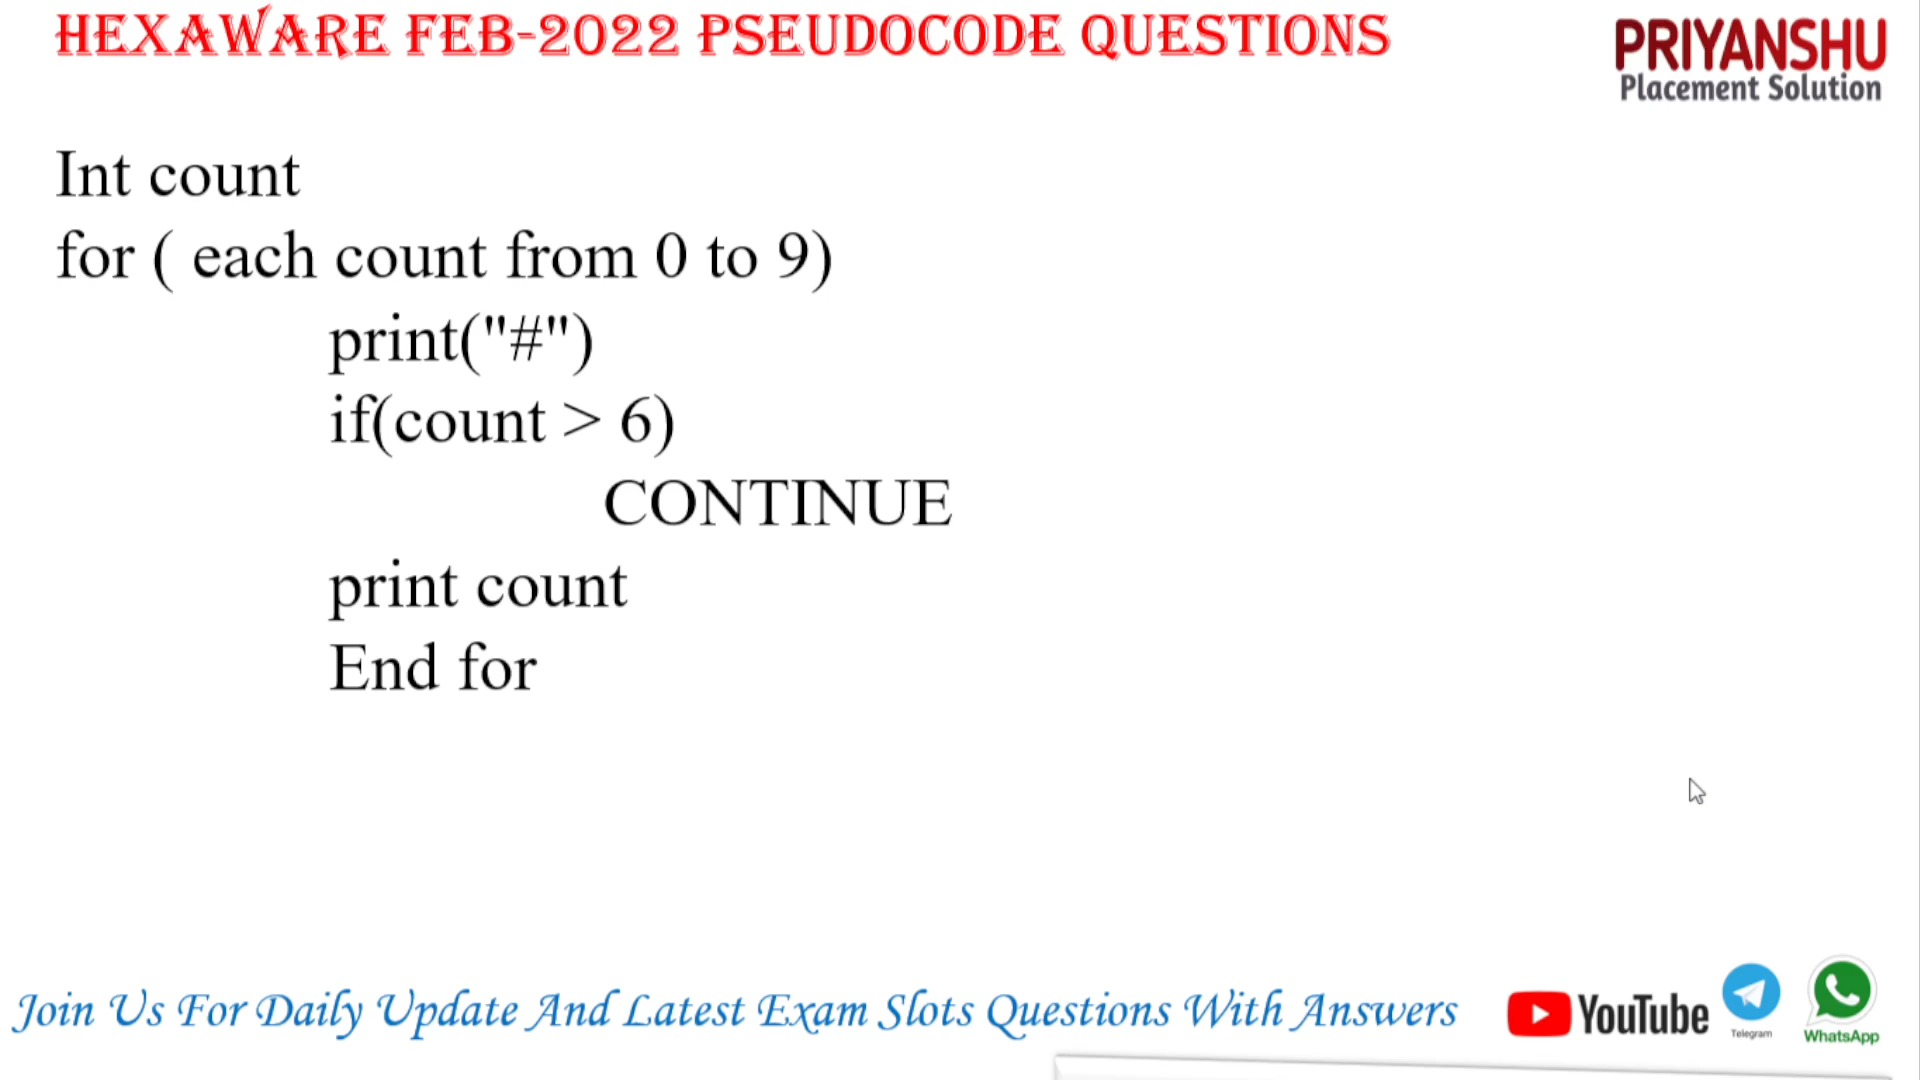 HEXAWARE FEB-2022 PSEUDOCODE QUESTIONS
PRIYANSHU
Placement Solution
Int count
for ( each count from 0 to 9)
print("#")
if(count > 6)
CONTINUE
print count
End for
Join Us For Daily Update And Latest Exam Slots Questions With Answers
YouTube
Telegram
WhatsApp